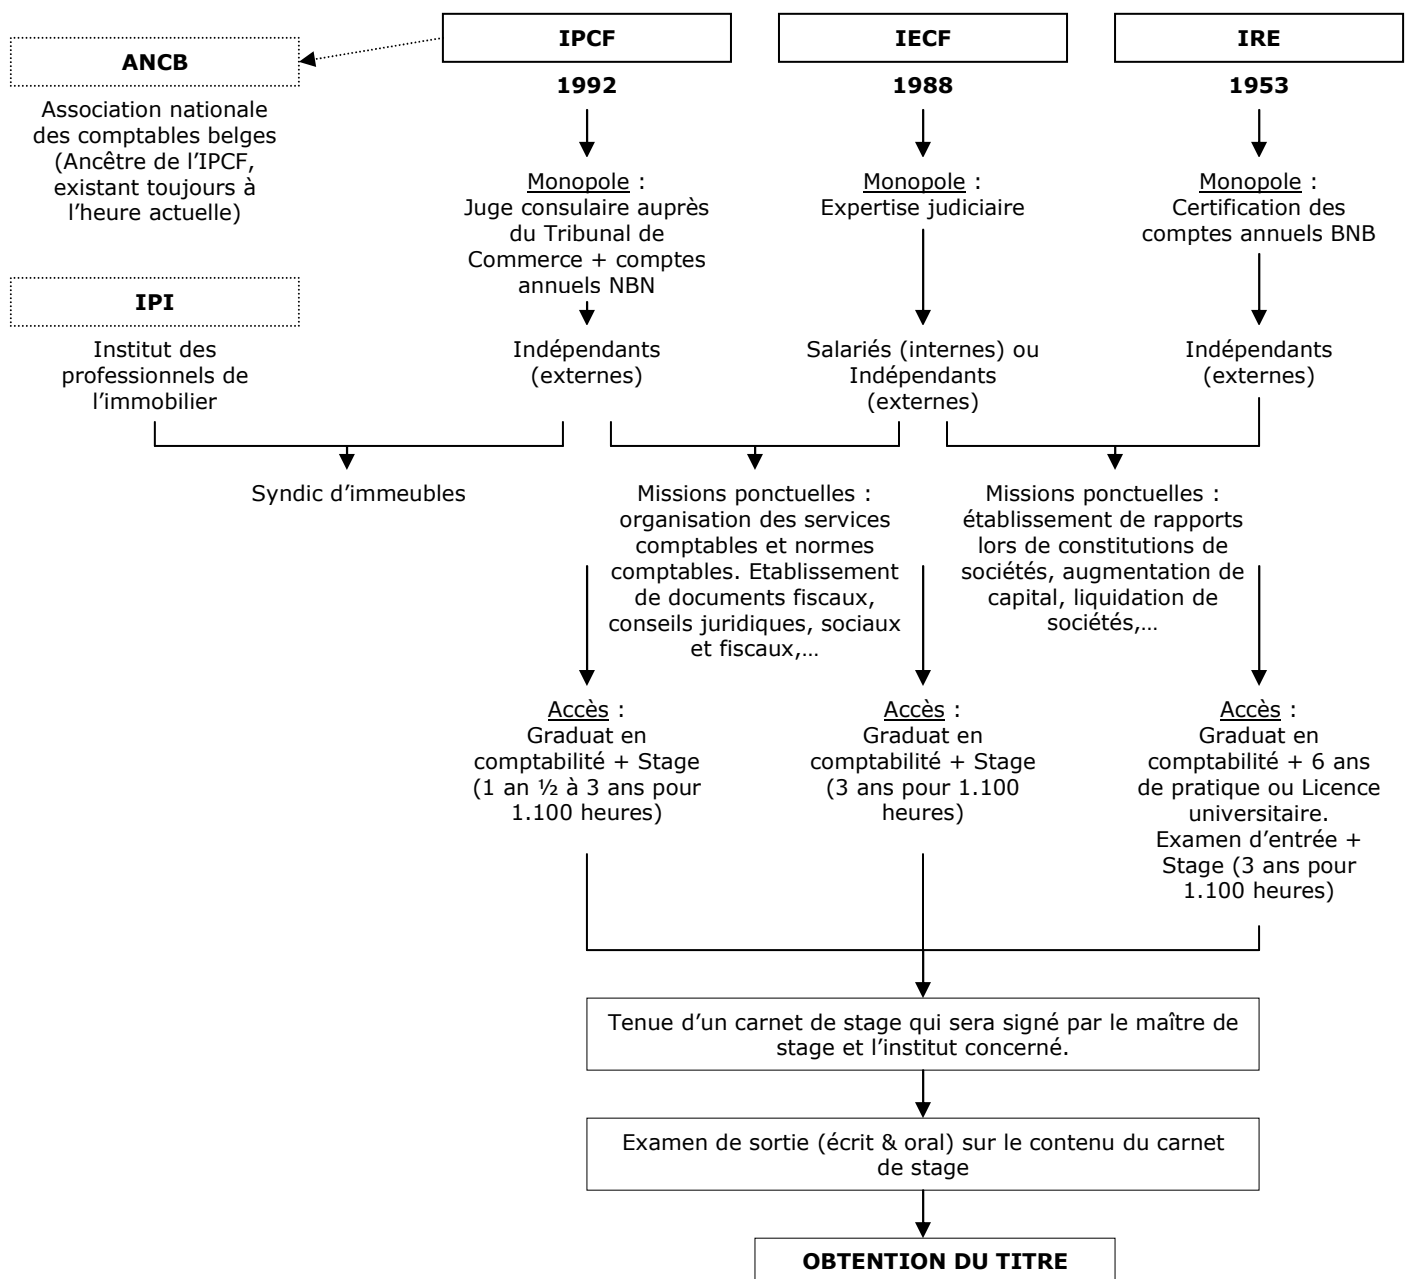 ANCB
Association nationale
des comptables belges
(Ancêtre de l'IPCF,
existant toujours à
l'heure actuelle)
IPI
Institut des
professionnels de
l'immobilier
IPCF
1992
Monopole :
Juge consulaire auprès
du Tribunal de
Commerce + comptes
annuels NBN
Indépendants
(externes)
IECF
1988
Monopole :
Expertise judiciaire
Salariés (internes) ou
Indépendants
(externes)
IRE
1953
Monopole :
Certification des
comptes annuels BNB
Indépendants
(externes)
Syndic d'immeubles
Missions ponctuelles :
organisation des services
comptables et normes
comptables. Etablissement
de documents fiscaux,
conseils juridiques, sociaux
et fiscaux,…
Missions ponctuelles :
établissement de rapports
lors de constitutions de
sociétés, augmentation de
capital, liquidation de
sociétés,…
Accès :
Graduat en
comptabilité + Stage
(1 an ½ à 3 ans pour
1.100 heures)
Accès :
Graduat en
comptabilité + Stage
(3 ans pour 1.100
heures)
Accès :
Graduat en
comptabilité + 6 ans
de pratique ou Licence
universitaire.
Examen d'entrée +
Stage (3 ans pour
1.100 heures)
Tenue d'un carnet de stage qui sera signé par le maître de
stage et l'institut concerné.
Examen de sortie (écrit & oral) sur le contenu du carnet
de stage
OBTENTION DU TITRE